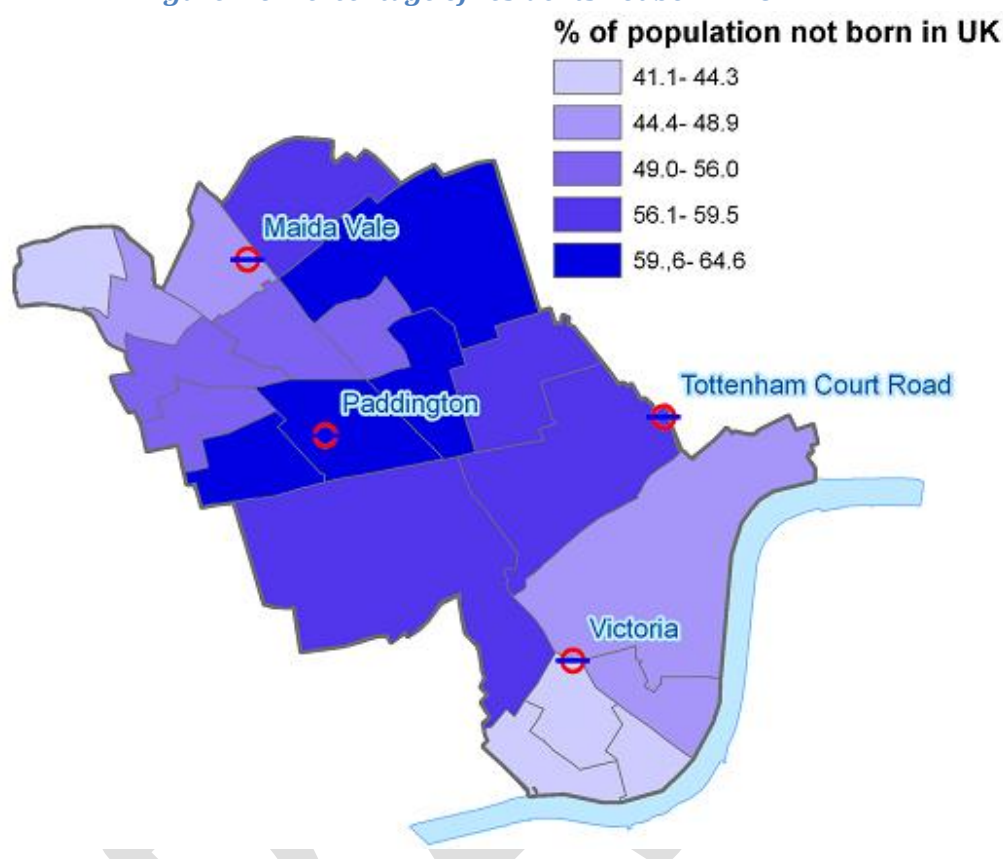 % of population not born in UK
41.1- 44.3
44.4- 48.9
49.0- 56.0
56.1- 59.5
59.,6- 64.6
Maida Vale
Tottenham Court Road
Paddington
Victoria